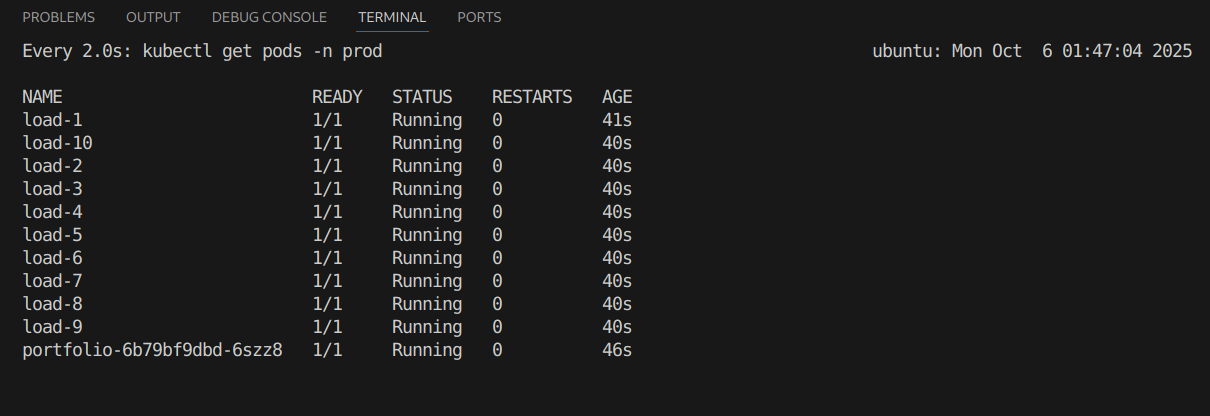 PROBLEMS OUTPUT DEBUG CONSOLE TERMINAL PORTS
Every 2.0s: kubectl get pods -n prod ubuntu: Mon Oct  6 01:47:04 2025
NAME READY STATUS RESTARTS AGE
load-1 1/1 Running 0 41s
load-10 1/1 Running 0 40s
load-2 1/1 Running 0 40s
load-3 1/1 Running 0 40s
load-4 1/1 Running 0 40s
load-5 1/1 Running 0 40s
load-6 1/1 Running 0 40s
load-7 1/1 Running 0 40s
load-8 1/1 Running 0 40s
load-9 1/1 Running 0 40s
portfolio-6b79bf9dbd-6szz8 1/1 Running 0 46s